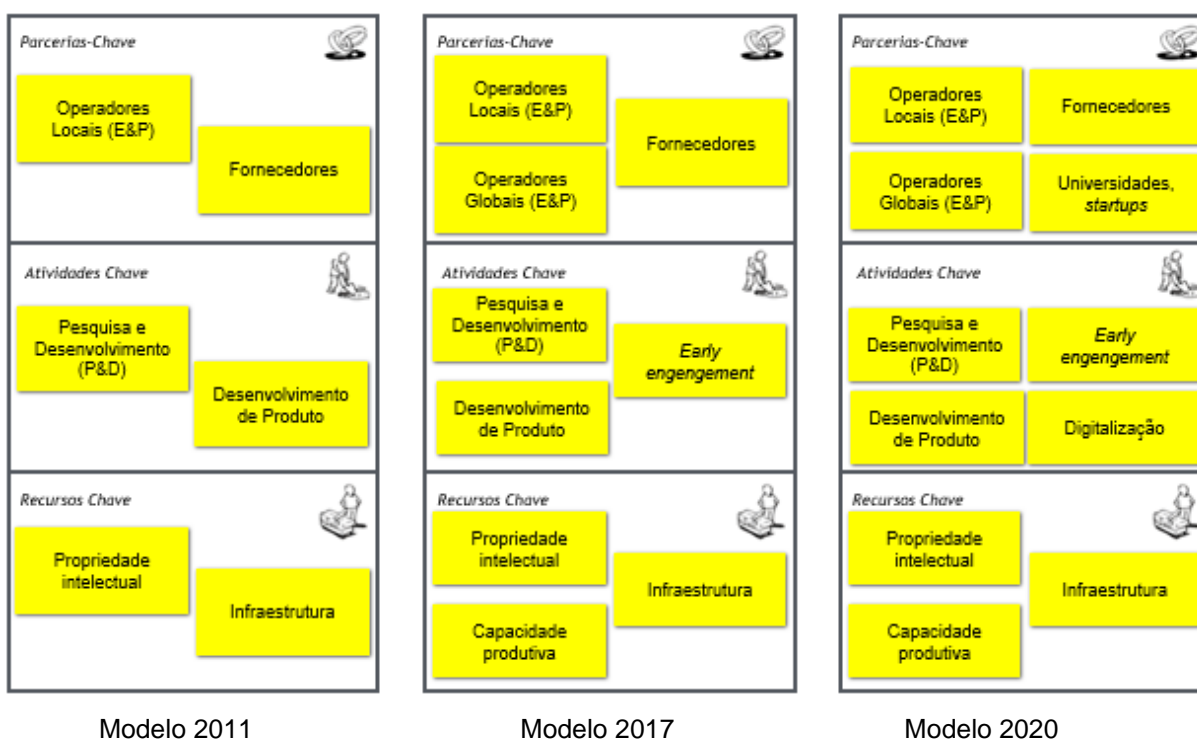 Parcerias-Chave
Operadores
Locais (E&P)
Fornecedores
Atividades Chave
Pesquisa e
Desenvolvimento
(P&D)
Desenvolvimento
de Produto
Recursos Chave
Propriedade
intelectual
Infraestrutura
Modelo 2011
Parcerias-Chave
Operadores
Locais (E&P)
Fornecedores
Operadores
Globais (E&P)
Atividades Chave
Pesquisa e
Desenvolvimento
(P&D)
Early
engengement
Desenvolvimento
de Produto
Recursos Chave
Propriedade
intelectual
Infraestrutura
Capacidade
produtiva
Modelo 2017
Parcerias-Chave
Operadores
Locais (E&P)
Fornecedores
Operadores
Globais (E&P)
Universidades,
startups
Atividades Chave
Pesquisa e
Desenvolvimento
(P&D)
Early
engengement
Desenvolvimento
de Produto
Digitalização
Recursos Chave
Propriedade
intelectual
Infraestrutura
Capacidade
produtiva
Modelo 2020